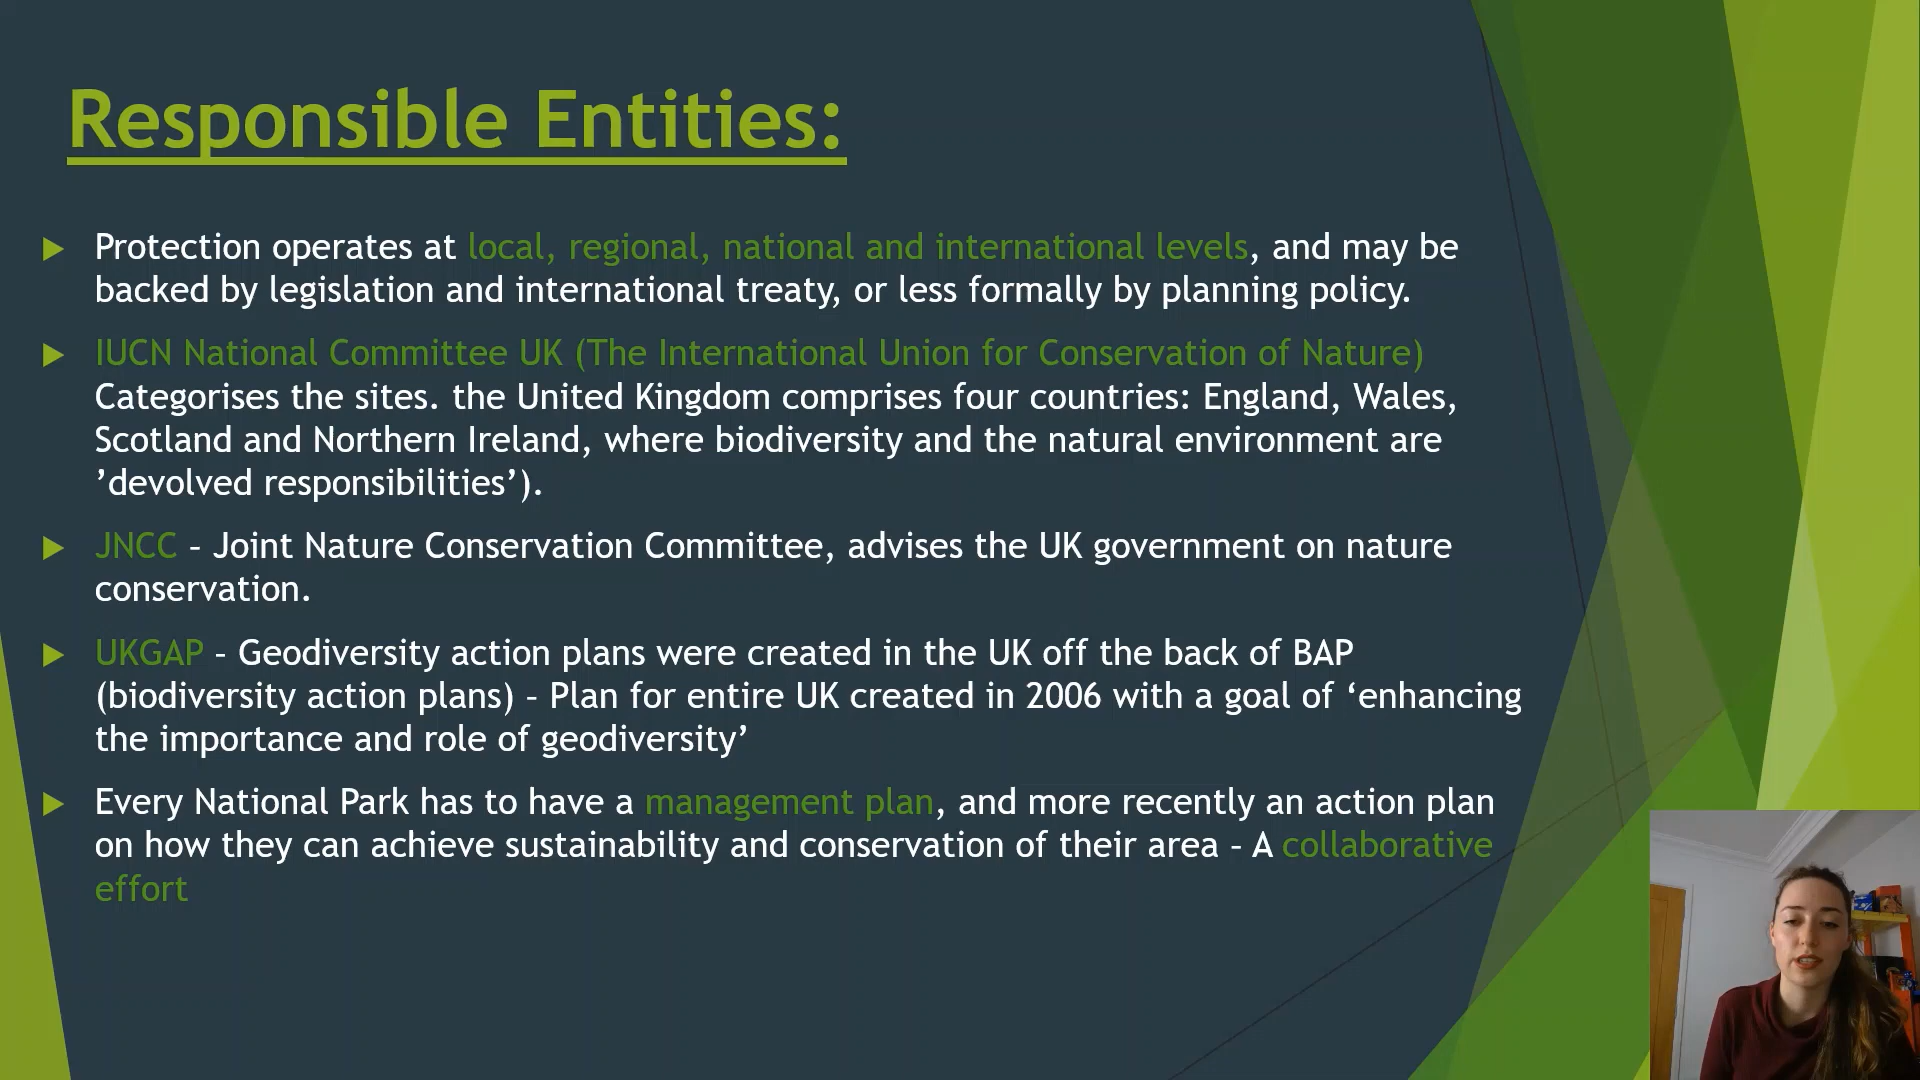 Responsible Entities:
Protection operates at local, regional, national and international levels, and may be
backed by legislation and international treaty, or less formally by planning policy.
IUCN National Committee UK (The International Union for Conservation of Nature)
Categorises the sites. the United Kingdom comprises four countries: England, Wales,
Scotland and Northern Ireland, where biodiversity and the natural environment are
’devolved responsibilities’).
JNCC – Joint Nature Conservation Committee, advises the UK government on nature
conservation.
UKGAP - Geodiversity action plans were created in the UK off the back of BAP
(biodiversity action plans) – Plan for entire UK created in 2006 with a goal of ‘enhancing
the importance and role of geodiversity’
Every National Park has to have a management plan, and more recently an action plan
on how they can achieve sustainability and conservation of their area – A collaborative
effort